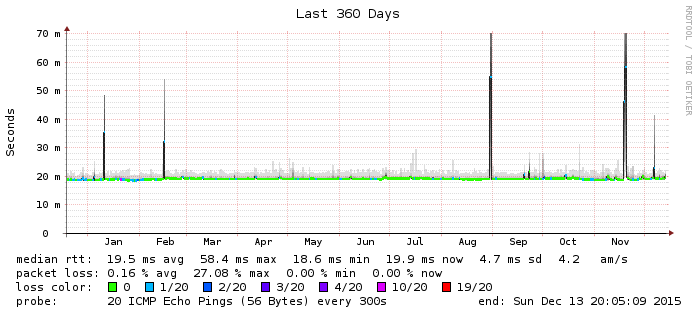 Last 360 Days
RRDTOOL / TOBI OETIKER
Seconds
70 m
60 m
50 m
40 m
30 m
20 m
10 m
0
Jan Feb Mar Apr May Jun Jul Aug Sep Oct Nov
median rtt: 19.5 ms avg 58.4 ms max 18.6 ms min 19.9 ms now 4.7 ms sd 4.2 am/s
packet loss: 0.16 % avg 27.08 % max 0.00 % min 0.00 % now
loss color: 0 1/20 2/20 3/20 4/20 10/20 19/20
probe: 20 ICMP Echo Pings (56 Bytes) every 300s end: Sun Dec 13 20:05:09 2015